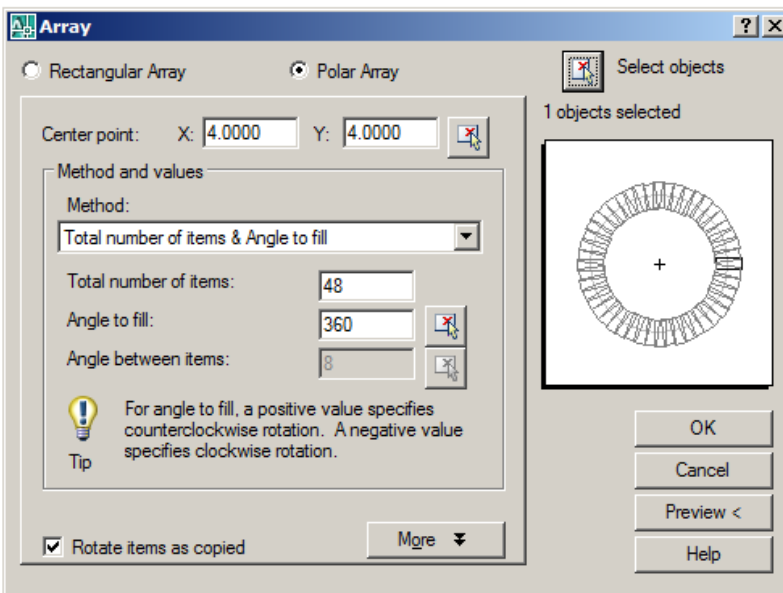 Array
Rectangular Array
Polar Array
Select objects
1 objects selected
Center point: X: 4.0000 Y: 4.0000
Method and values
Method:
Total number of items & Angle to fill
Total number of items: 48
Angle to fill: 360
Angle between items: 8
For angle to fill, a positive value specifies
counterclockwise rotation. A negative value
specifies clockwise rotation.
Tip
Rotate items as copied
More
OK
Cancel
Preview <
Help